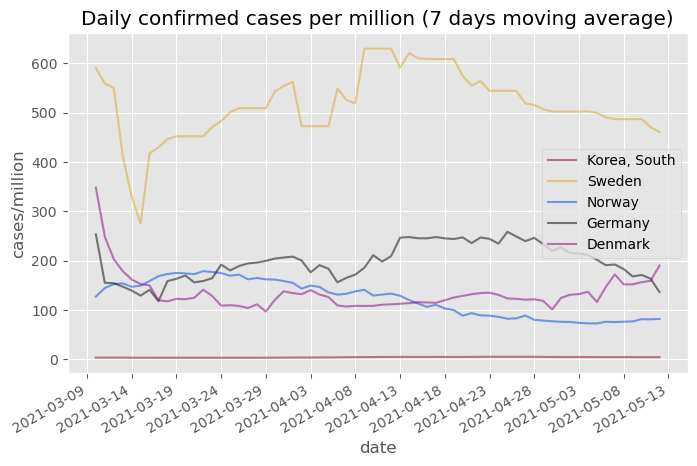 Daily confirmed cases per million (7 days moving average)
cases/million
600
500
400
300
200
100
0
Korea, South
Sweden
Norway
Germany
Denmark
2021-03-09
2021-03-14
2021-03-19
2021-03-24
2021-03-29
2021-04-03
2021-04-08
2021-04-13
2021-04-18
2021-04-23
2021-04-28
2021-05-03
2021-05-08
2021-05-13
date